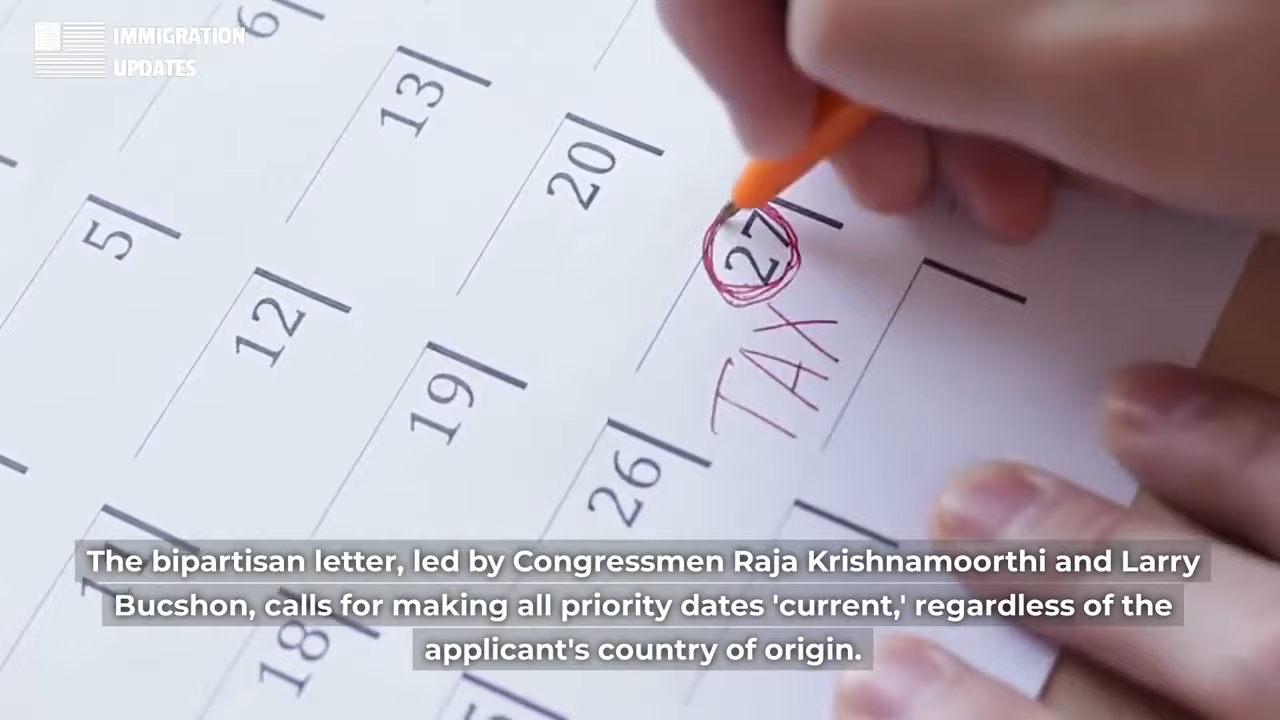 IMMIGRATION
UPDATES
6
13
20
27
TAX
5
12
19
26
18
The bipartisan letter, led by Congressmen Raja Krishnamoorthi and Larry
Bucshon, calls for making all priority dates 'current,' regardless of the
applicant's country of origin.